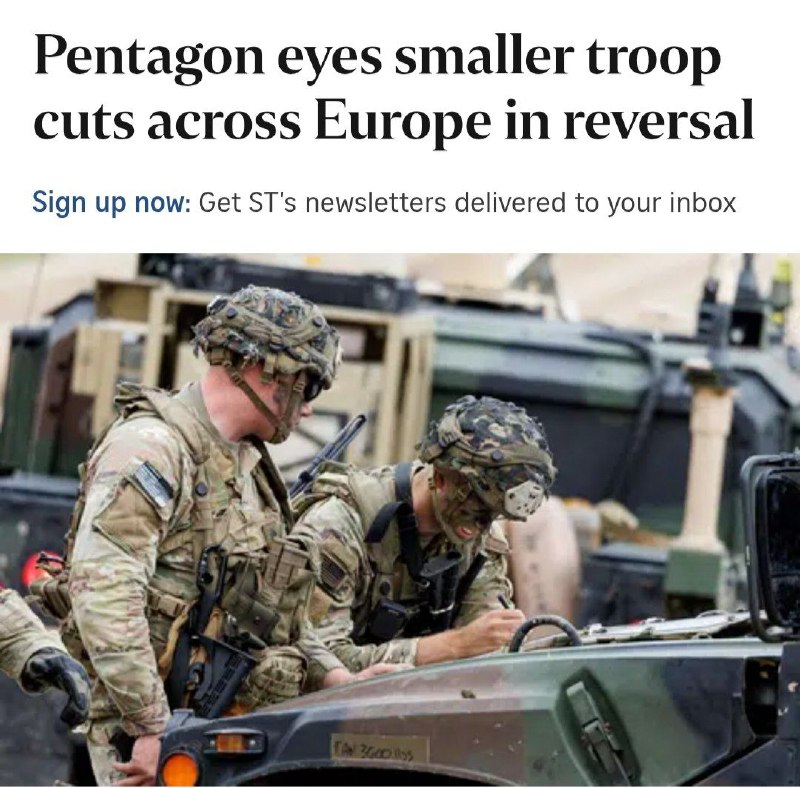 Pentagon eyes smaller troop
cuts across Europe in reversal
Sign up now: Get ST's newsletters delivered to your inbox